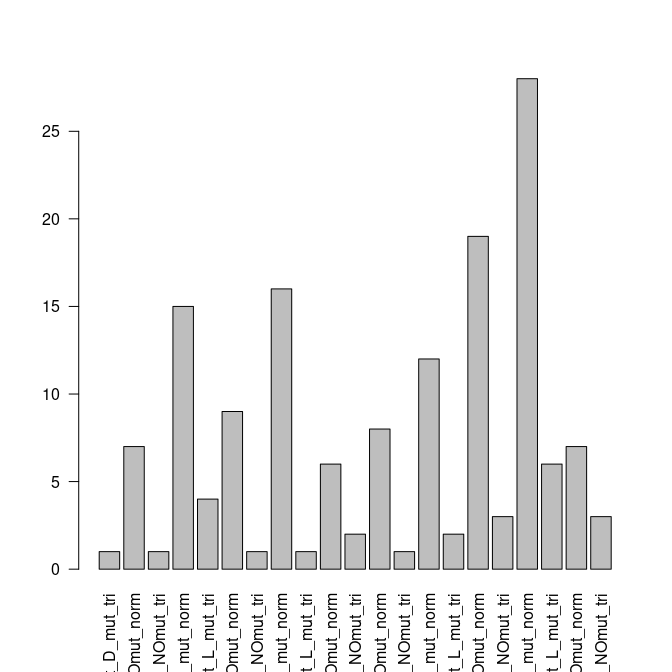 25
20
15
10
5
0
_D_mut_tri
Omut_norm
_NOmut_tri
_mut_norm
t_L_mut_tri
Omut_norm
_NOmut_tri
_mut_norm
t_L_mut_tri
Omut_norm
_NOmut_tri
Omut_norm
_NOmut_tri
_mut_norm
t_L_mut_tri
Omut_norm
_NOmut_tri
_mut_norm
t_L_mut_tri
Omut_norm
_NOmut_tri